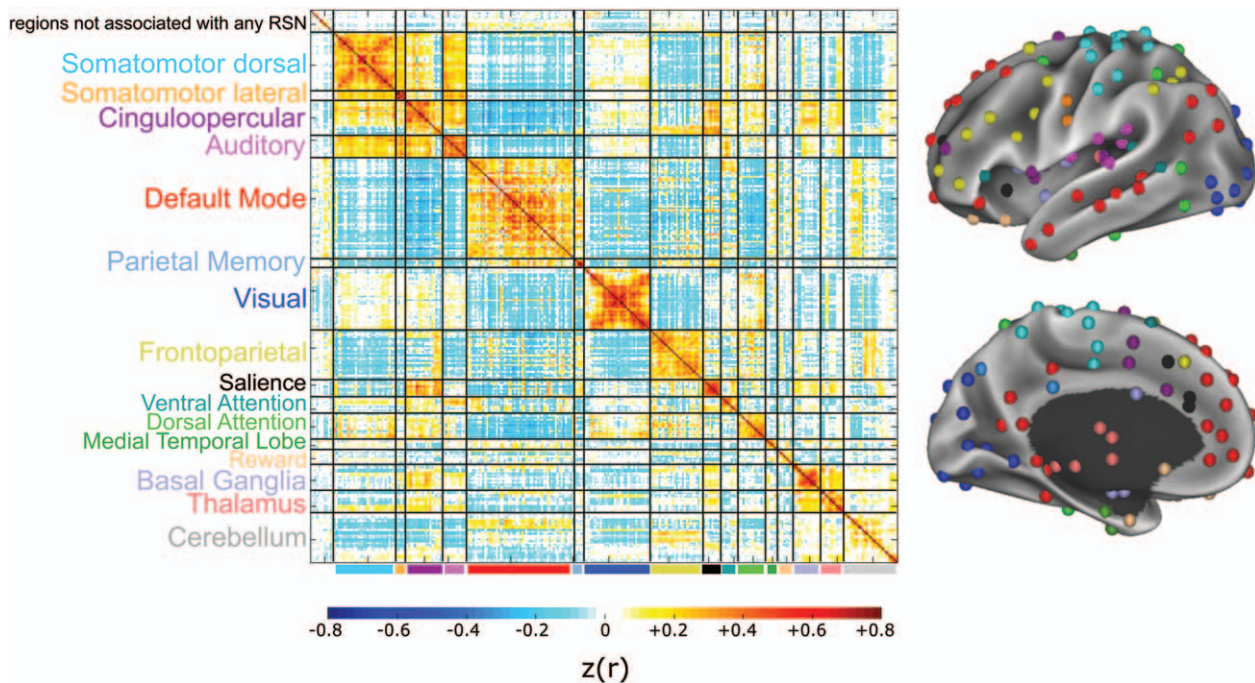 regions not associated with any RSN
Somatomotor dorsal
Somatomotor lateral
Cinguloopercular
Auditory
Default Mode
Parietal Memory
Visual
Frontoparietal
Salience
Ventral Attention
Dorsal Attention
Medial Temporal Lobe
Reward
Basal Ganglia
Thalamus
Cerebellum
-0.8 -0.6 -0.4 -0.2 0 +0.2 +0.4 +0.6 +0.8
z(r)